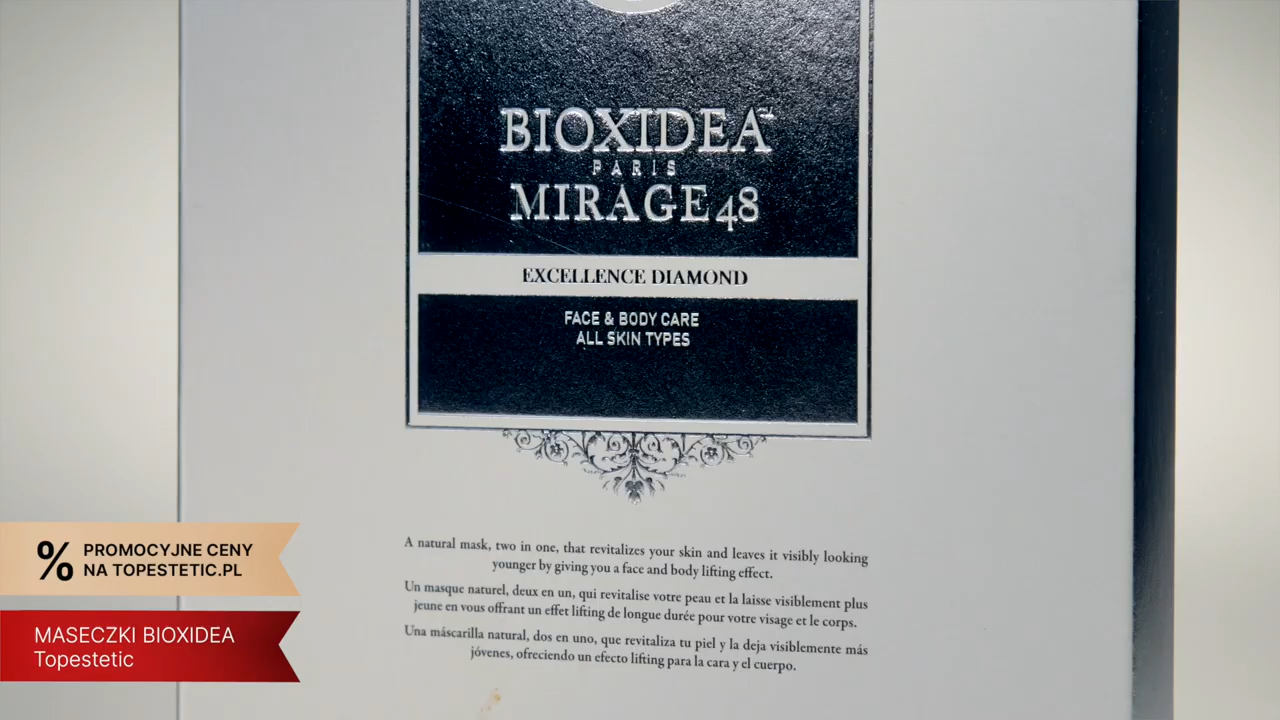 BIOXIDEA™
PARIS
MIRAGE 48
EXCELLENCE DIAMOND
FACE & BODY CARE
ALL SKIN TYPES
A natural mask, two in one, that revitalizes your skin and leaves it visibly looking
younger by giving you a face and body lifting effect.
Un masque naturel, deux en un, qui revitalise votre peau et la laisse visiblement plus
jeune en vous offrant un effet lifting de longue durée pour votre visage et le corps.
Una máscarilla natural, dos en uno, que revitaliza tu piel y la deja visiblemente más
jóvenes, ofreciendo un efecto lifting para la cara y el cuerpo.
% PROMOCYJNE CENY
NA TOPESTETIC.PL
MASECZKI BIOXIDEA
Topestetic